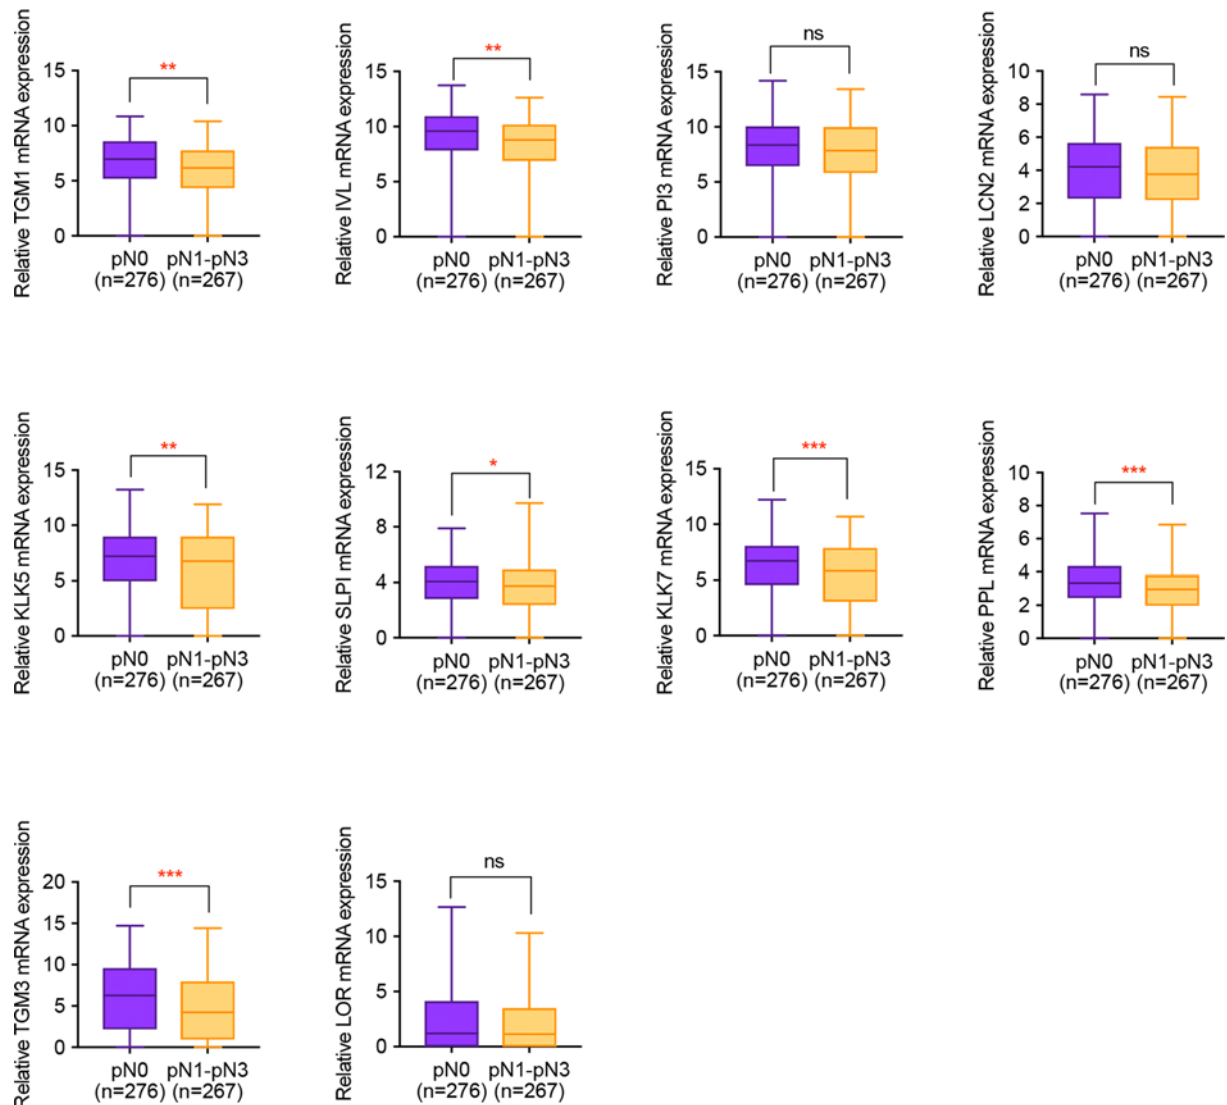 Relative TGM1 mRNA expression
**
15
10
5
0
pN0 pN1-pN3
(n=276) (n=267)
Relative IVL mRNA expression
**
15
10
5
0
pN0 pN1-pN3
(n=276) (n=267)
Relative PI3 mRNA expression
ns
15
10
5
0
pN0 pN1-pN3
(n=276) (n=267)
Relative LCN2 mRNA expression
ns
10
8
6
4
2
0
pN0 pN1-pN3
(n=276) (n=267)
Relative KLK5 mRNA expression
**
15
10
5
0
pN0 pN1-pN3
(n=276) (n=267)
Relative SLPI mRNA expression
*
12
8
4
0
pN0 pN1-pN3
(n=276) (n=267)
Relative KLK7 mRNA expression
***
15
10
5
0
pN0 pN1-pN3
(n=276) (n=267)
Relative PPL mRNA expression
***
10
8
6
4
2
0
pN0 pN1-pN3
(n=276) (n=267)
Relative TGM3 mRNA expression
***
20
15
10
5
0
pN0 pN1-pN3
(n=276) (n=267)
Relative LOR mRNA expression
ns
15
10
5
0
pN0 pN1-pN3
(n=276) (n=267)